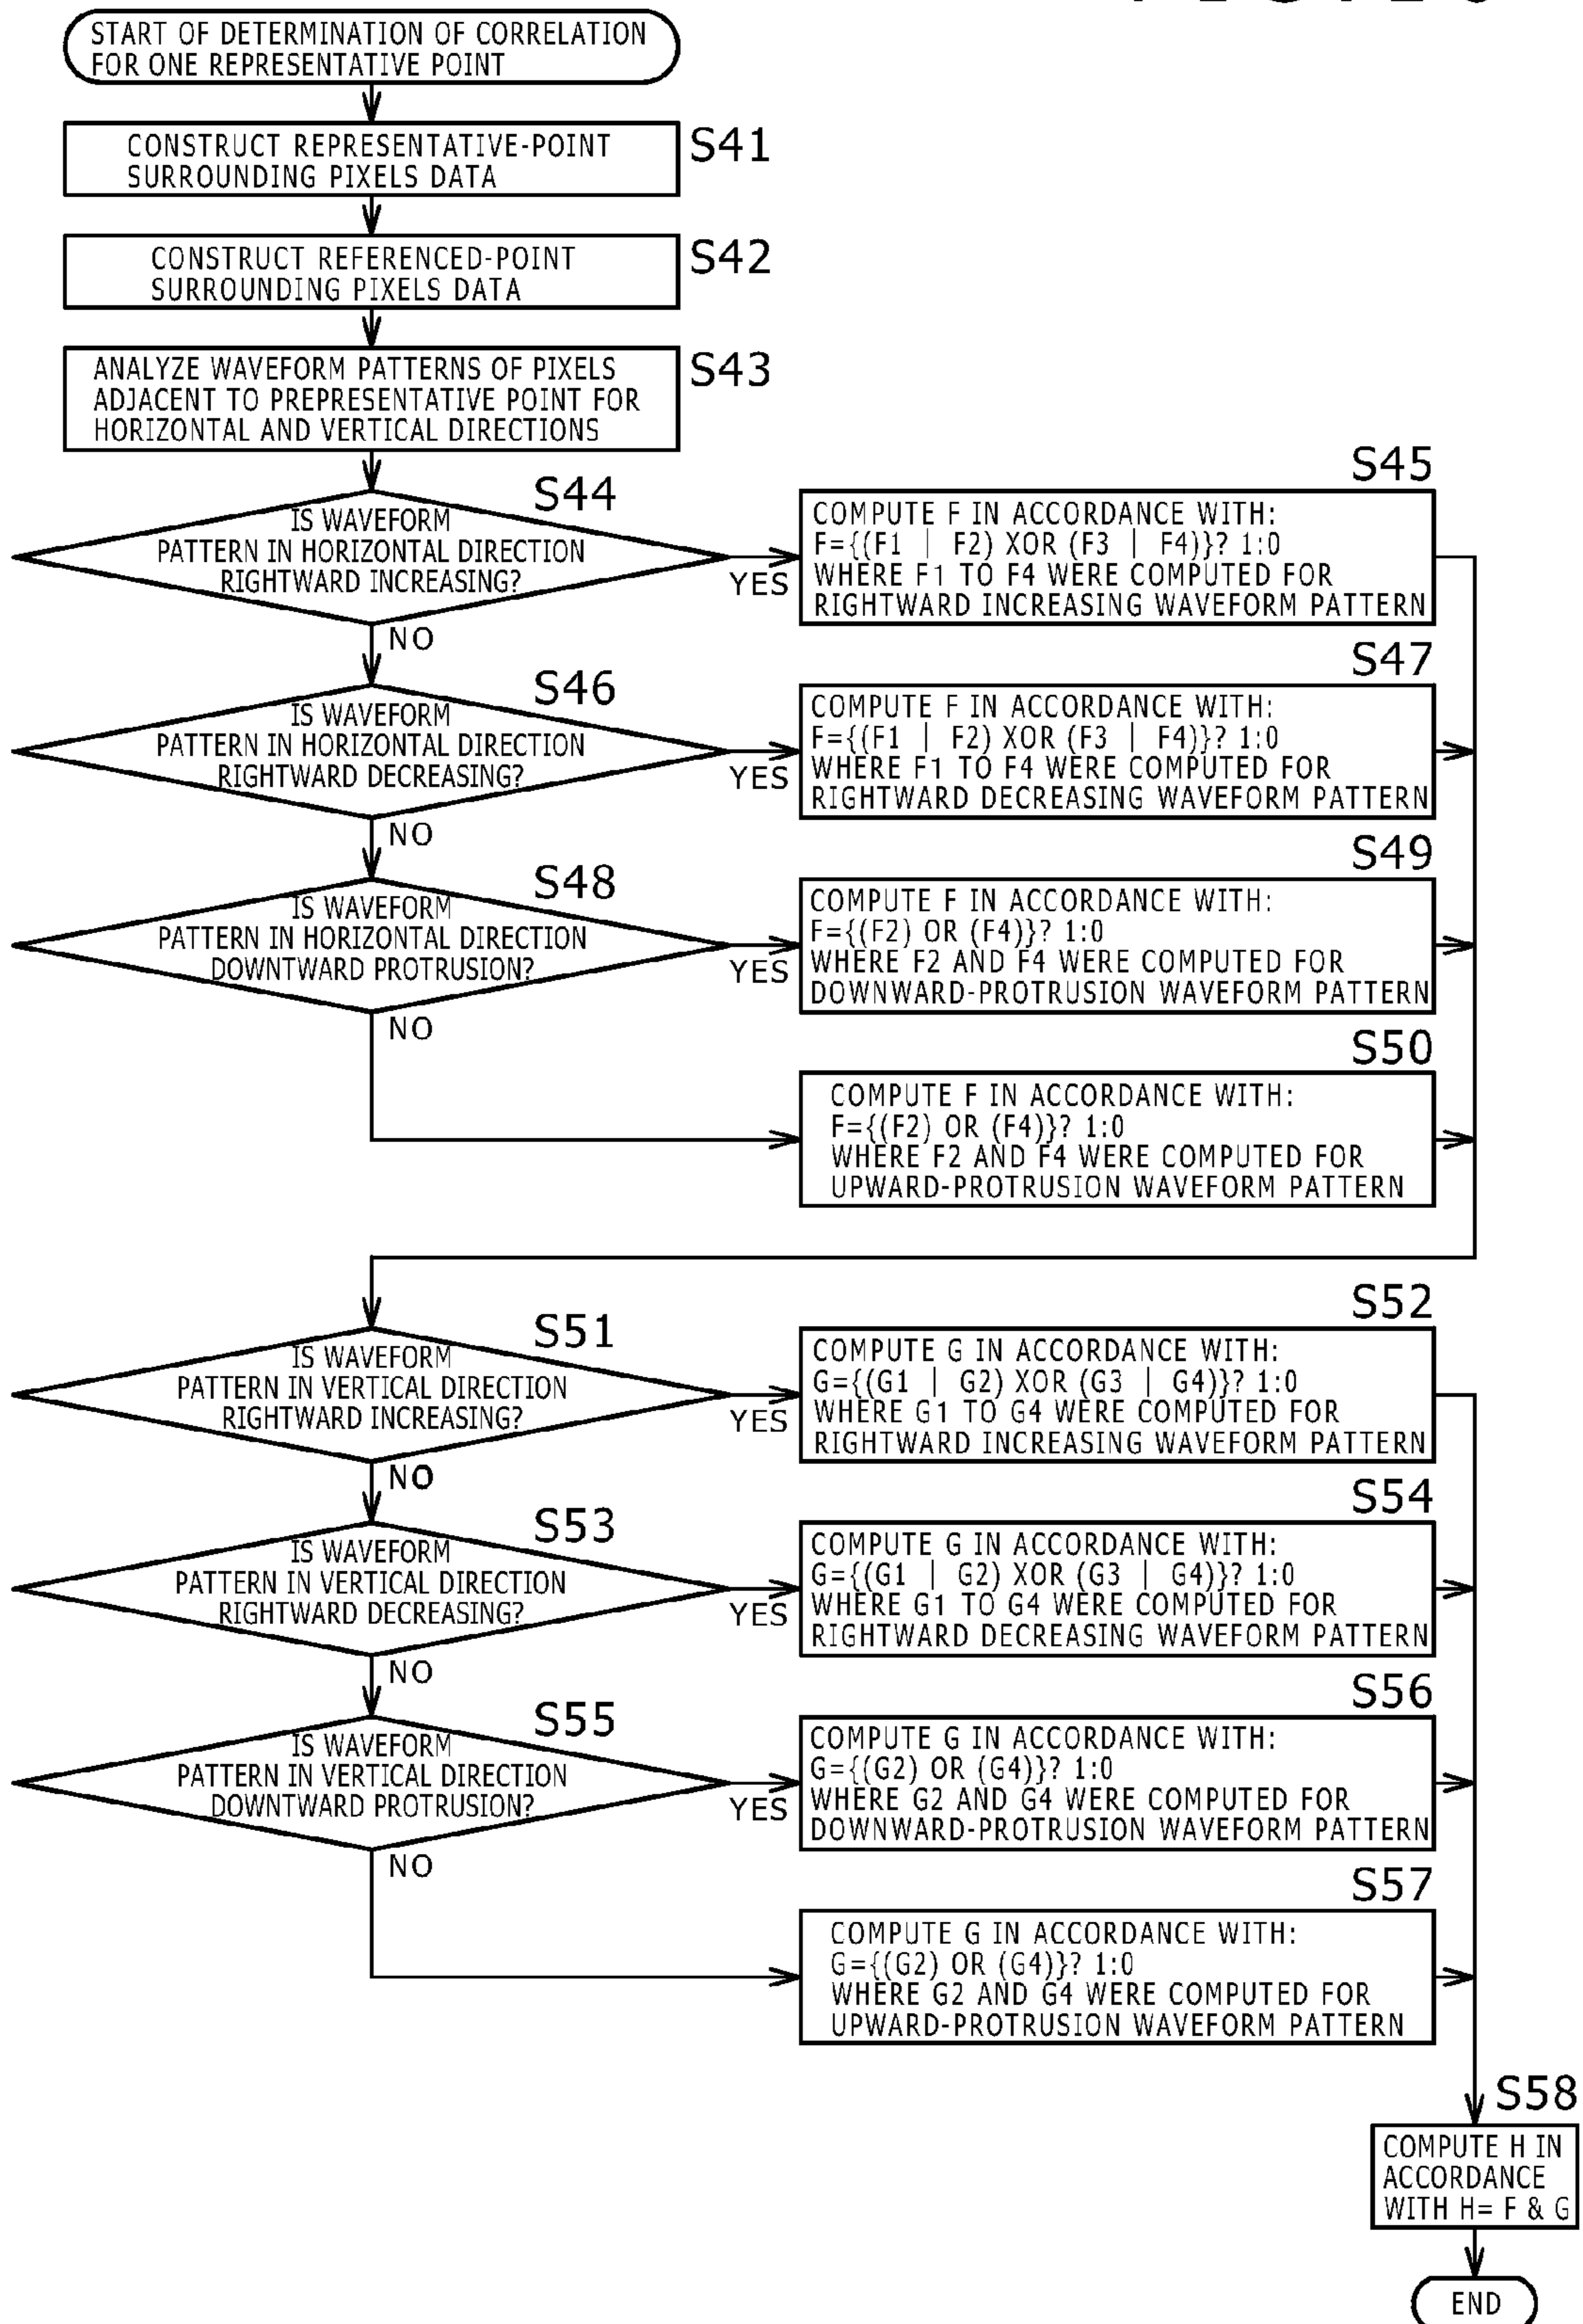 START OF DETERMINATION OF CORRELATION
FOR ONE REPRESENTATIVE POINT
CONSTRUCT REPRESENTATIVE-POINT
SURROUNDING PIXELS DATA
S41
CONSTRUCT REFERENCED-POINT
SURROUNDING PIXELS DATA
S42
ANALYZE WAVEFORM PATTERNS OF PIXELS
ADJACENT TO PREPRESENTATIVE POINT FOR
HORIZONTAL AND VERTICAL DIRECTIONS
S43
S44
IS WAVEFORM
PATTERN IN HORIZONTAL DIRECTION
RIGHTWARD INCREASING?
YES
NO
S45
COMPUTE F IN ACCORDANCE WITH:
F={(F1 | F2) XOR (F3 | F4)}? 1:0
WHERE F1 TO F4 WERE COMPUTED FOR
RIGHTWARD INCREASING WAVEFORM PATTERN
S46
IS WAVEFORM
PATTERN IN HORIZONTAL DIRECTION
RIGHTWARD DECREASING?
YES
NO
S47
COMPUTE F IN ACCORDANCE WITH:
F={(F1 | F2) XOR (F3 | F4)}? 1:0
WHERE F1 TO F4 WERE COMPUTED FOR
RIGHTWARD DECREASING WAVEFORM PATTERN
S48
IS WAVEFORM
PATTERN IN HORIZONTAL DIRECTION
DOWNTWARD PROTRUSION?
YES
NO
S49
COMPUTE F IN ACCORDANCE WITH:
F={(F2) OR (F4)}? 1:0
WHERE F2 AND F4 WERE COMPUTED FOR
DOWNWARD-PROTRUSION WAVEFORM PATTERN
S50
COMPUTE F IN ACCORDANCE WITH:
F={(F2) OR (F4)}? 1:0
WHERE F2 AND F4 WERE COMPUTED FOR
UPWARD-PROTRUSION WAVEFORM PATTERN
S51
IS WAVEFORM
PATTERN IN VERTICAL DIRECTION
RIGHTWARD INCREASING?
YES
NO
S52
COMPUTE G IN ACCORDANCE WITH:
G={(G1 | G2) XOR (G3 | G4)}? 1:0
WHERE G1 TO G4 WERE COMPUTED FOR
RIGHTWARD INCREASING WAVEFORM PATTERN
S53
IS WAVEFORM
PATTERN IN VERTICAL DIRECTION
RIGHTWARD DECREASING?
YES
NO
S54
COMPUTE G IN ACCORDANCE WITH:
G={(G1 | G2) XOR (G3 | G4)}? 1:0
WHERE G1 TO G4 WERE COMPUTED FOR
RIGHTWARD DECREASING WAVEFORM PATTERN
S55
IS WAVEFORM
PATTERN IN VERTICAL DIRECTION
DOWNTWARD PROTRUSION?
YES
NO
S56
COMPUTE G IN ACCORDANCE WITH:
G={(G2) OR (G4)}? 1:0
WHERE G2 AND G4 WERE COMPUTED FOR
DOWNWARD-PROTRUSION WAVEFORM PATTERN
S57
COMPUTE G IN ACCORDANCE WITH:
G={(G2) OR (G4)}? 1:0
WHERE G2 AND G4 WERE COMPUTED FOR
UPWARD-PROTRUSION WAVEFORM PATTERN
S58
COMPUTE H IN
ACCORDANCE
WITH H= F & G
END